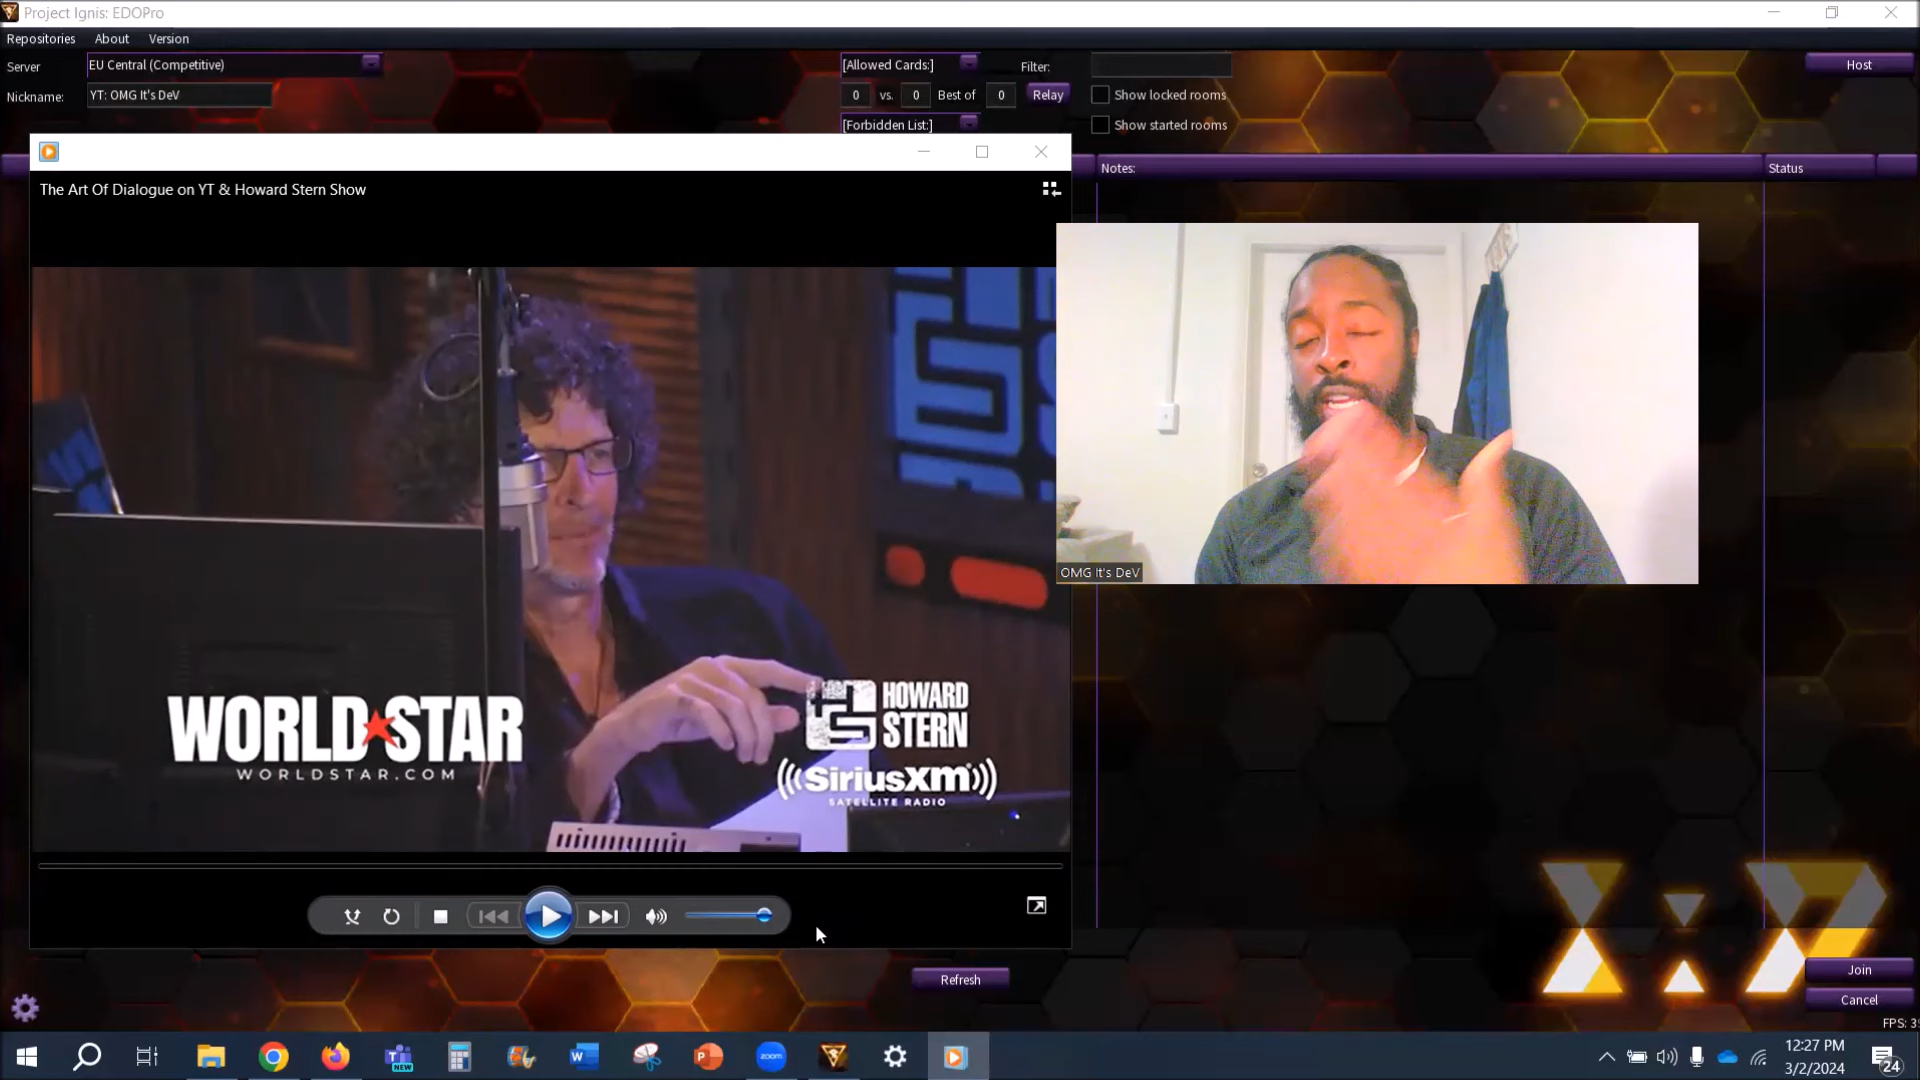 Project Ignis: EDOPro
Repositories About Version
Server EU Central (Competitive) [Allowed Cards:] Filter: Host
Nickname: YT: OMG It's DeV 0 vs. 0 Best of 0 Relay Show locked rooms
[Forbidden List:] Show started rooms
Notes: Status
The Art Of Dialogue on YT & Howard Stern Show
OMG It's DeV
WORLD STAR
WORLDSTAR.COM
HOWARD
STERN
SiriusXM
SATELLITE RADIO
Refresh
Join
Cancel
FPS: 3
NEW
zoom
12:27 PM
3/2/2024
24